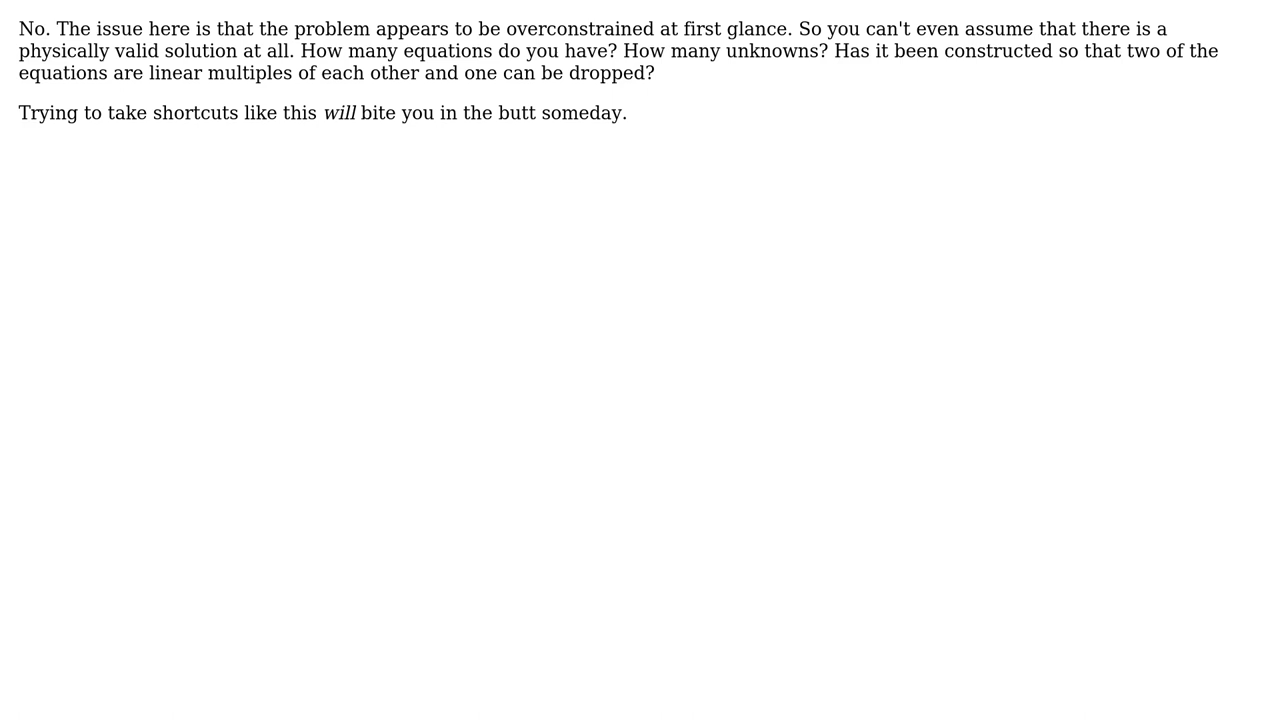 No. The issue here is that the problem appears to be overconstrained at first glance. So you can't even assume that there is a
physically valid solution at all. How many equations do you have? How many unknowns? Has it been constructed so that two of the
equations are linear multiples of each other and one can be dropped?
Trying to take shortcuts like this will bite you in the butt someday.